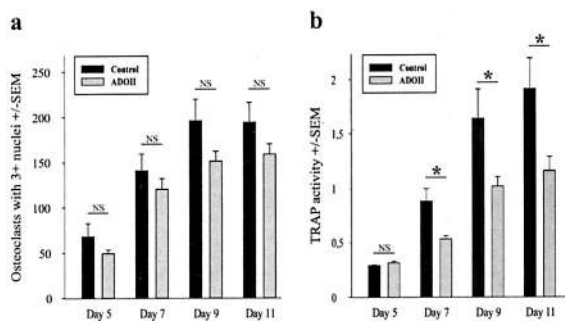 a
Osteoclasts with 3+ nuclei +/-SEM
250
200
150
100
50
0
Control
ADOII
NS
NS
NS
NS
Day 5
Day 7
Day 9
Day 11
b
TRAP activity +/-SEM
2
1,5
1
0,5
0
Control
ADOII
NS
*
*
*
Day 5
Day 7
Day 9
Day 11